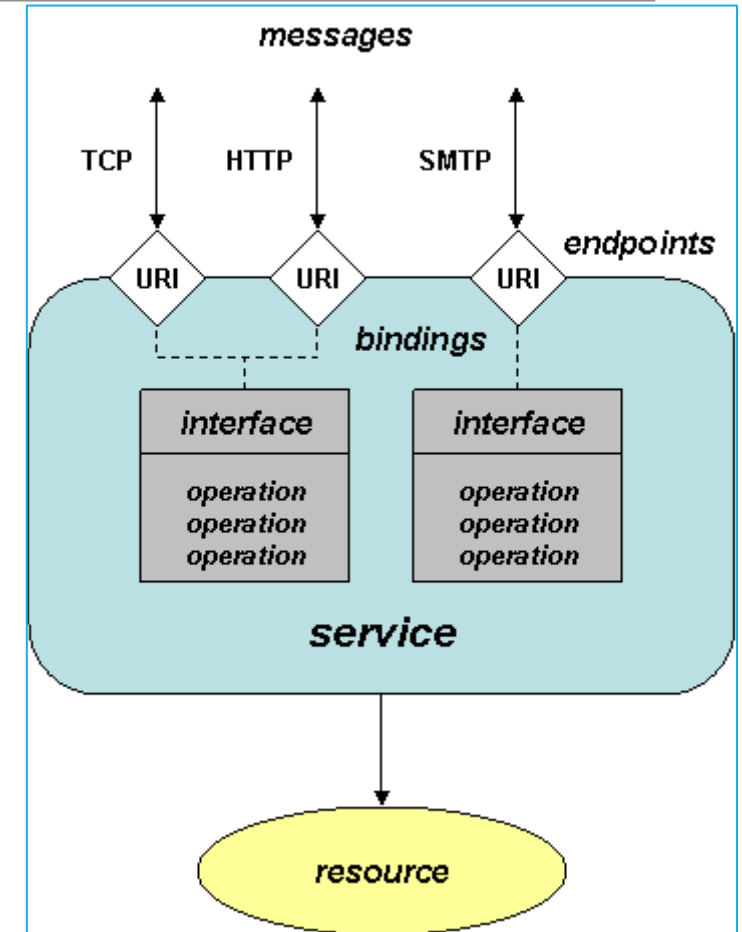 messages
TCP HTTP SMTP
endpoints
URI URI URI
bindings
interface interface
operation operation
operation operation
operation operation
service
resource